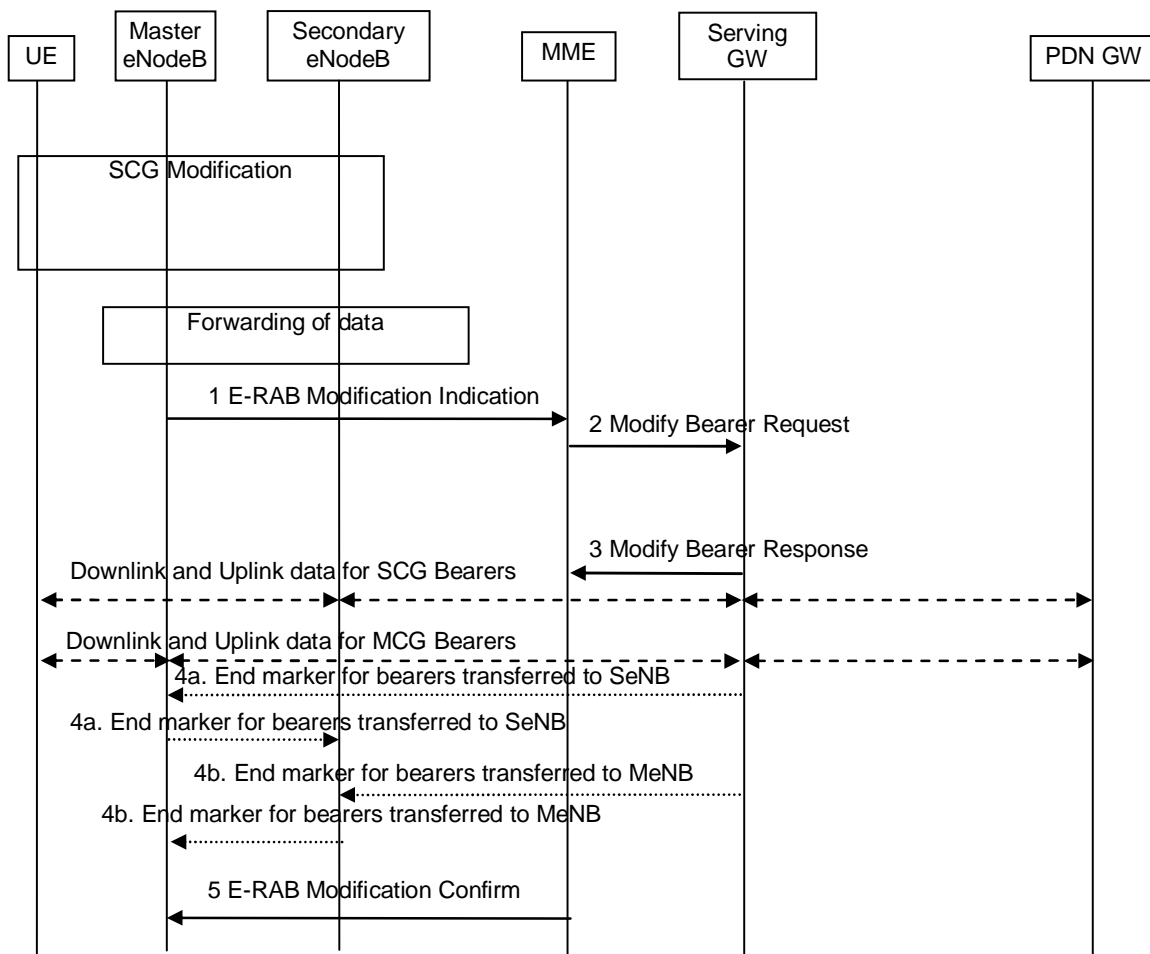 UE
Master
eNodeB
Secondary
eNodeB
MME
Serving
GW
PDN GW
SCG Modification
Forwarding of data
1 E-RAB Modification Indication
2 Modify Bearer Request
3 Modify Bearer Response
Downlink and Uplink data for SCG Bearers
Downlink and Uplink data for MCG Bearers
4a. End marker for bearers transferred to SeNB
4a. End marker for bearers transferred to SeNB
4b. End marker for bearers transferred to MeNB
4b. End marker for bearers transferred to MeNB
5 E-RAB Modification Confirm